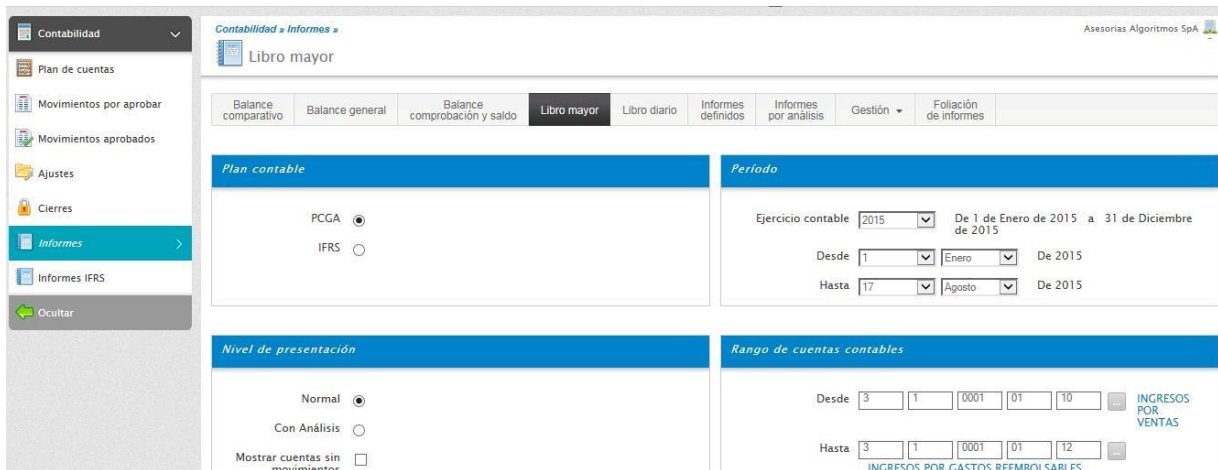 Contabilidad
Plan de cuentas
Movimientos por aprobar
Movimientos aprobados
Ajustes
Cierres
Informes
Informes IFRS
Ocultar
Contabilidad » Informes »
Asesorias Algoritmos SpA
Libro mayor
Balance
comparativo
Balance general
Balance
comprobación y saldo
Libro mayor
Libro diario
Informes
definidos
Informes
por análisis
Gestión
Foliación
de informes
Plan contable
PCGA
IFRS
Período
Ejercicio contable 2015 De 1 de Enero de 2015 a 31 de Diciembre
de 2015
Desde 1 Enero De 2015
Hasta 17 Agosto De 2015
Nivel de presentación
Normal
Con Análisis
Mostrar cuentas sin
movimientos
Rango de cuentas contables
Desde 3 1 0001 01 10 ... INGRESOS
POR
VENTAS
Hasta 3 1 0001 01 12 ...
INGRESOS POR GASTOS REEMBOLSABLES